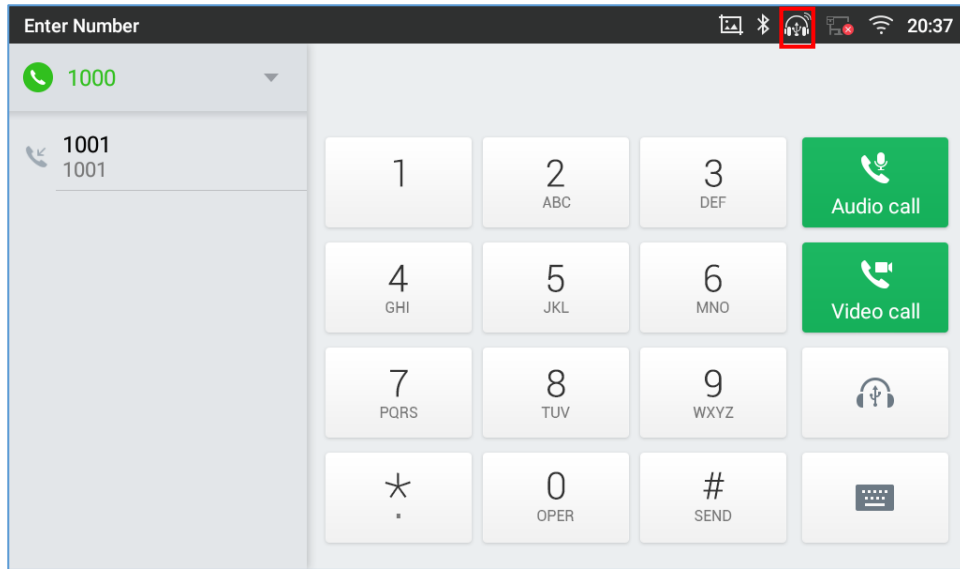 Enter Number
20:37
1000
1001
1001
1
2
ABC
3
DEF
Audio call
4
GHI
5
JKL
6
MNO
Video call
7
PQRS
8
TUV
9
WXYZ
*
.
0
OPER
#
SEND